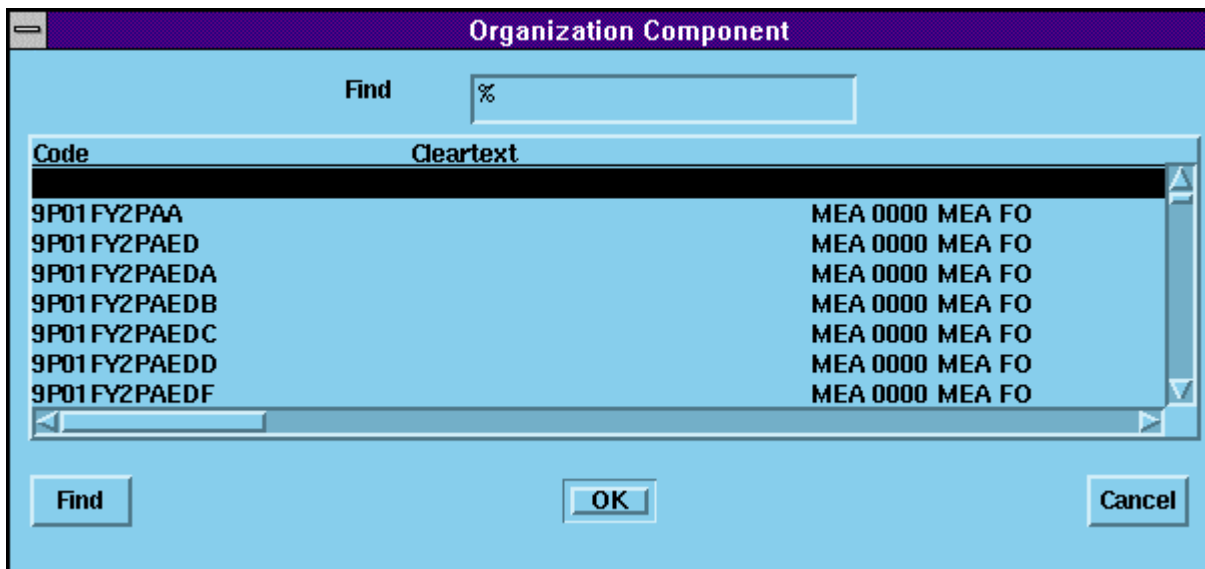 Organization Component
Find %
Code Cleartext
9P01FY2PAA MEA 0000 MEA FO
9P01FY2PAED MEA 0000 MEA FO
9P01FY2PAEDA MEA 0000 MEA FO
9P01FY2PAEDB MEA 0000 MEA FO
9P01FY2PAEDC MEA 0000 MEA FO
9P01FY2PAEDD MEA 0000 MEA FO
9P01FY2PAEDF MEA 0000 MEA FO
Find OK Cancel